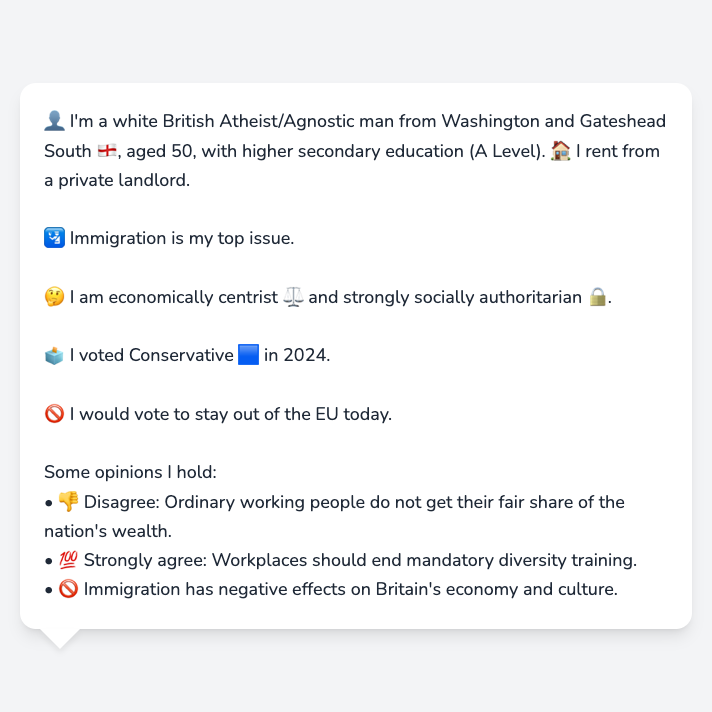 👤 I'm a white British Atheist/Agnostic man from Washington and Gateshead
South 🏴󠁧󠁢󠁥󠁮󠁧󠁿, aged 50, with higher secondary education (A Level). 🏠 I rent from
a private landlord.
🛂 Immigration is my top issue.
🤔 I am economically centrist ⚖️ and strongly socially authoritarian 🔒.
🗳️ I voted Conservative 🟦 in 2024.
🚫 I would vote to stay out of the EU today.
Some opinions I hold:
• 👎 Disagree: Ordinary working people do not get their fair share of the
nation's wealth.
• 💯 Strongly agree: Workplaces should end mandatory diversity training.
• 🚫 Immigration has negative effects on Britain's economy and culture.